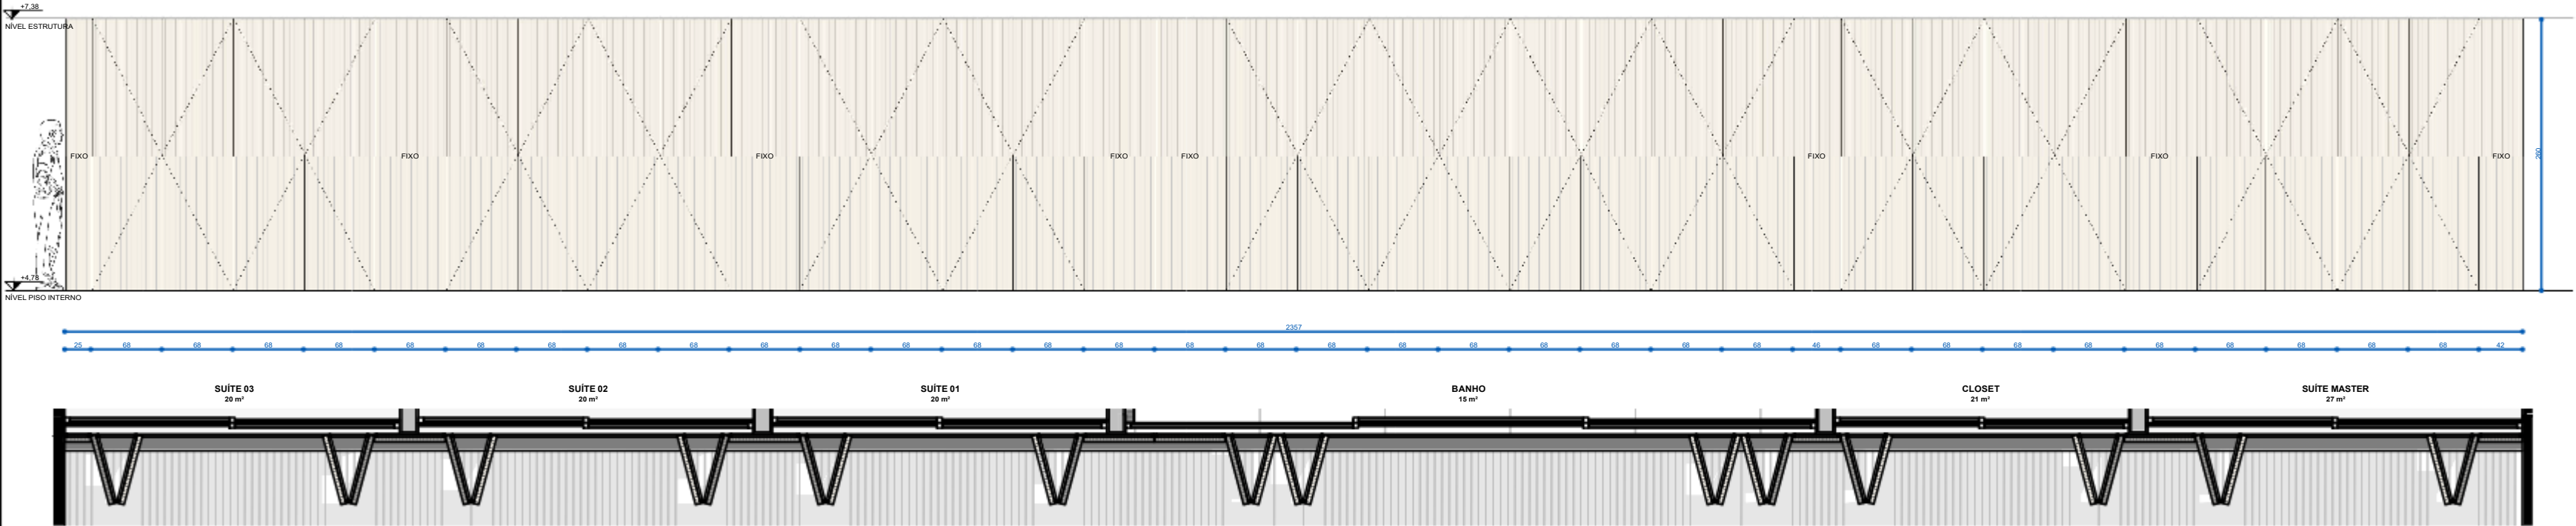 +7,38
NÍVEL ESTRUTURA
FIXO FIXO FIXO FIXO FIXO FIXO FIXO FIXO
260
+4,78
NÍVEL PISO INTERNO
2357
25 68 68 68 68 68 68 68 68 68 68 68 68 68 68 68 68 68 68 68 68 68 68 68 68 46 68 68 68 68 68 68 68 68 68 42
SUÍTE 03 SUÍTE 02 SUÍTE 01 BANHO CLOSET SUÍTE MASTER
20 m² 20 m² 20 m² 15 m² 21 m² 27 m²